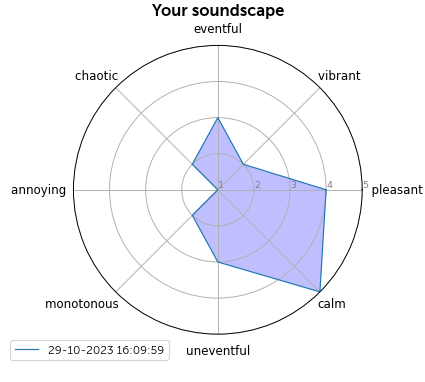 Your soundscape
eventful
chaotic
vibrant
annoying
1
2
3
4
5
pleasant
monotonous
calm
uneventful
29-10-2023 16:09:59